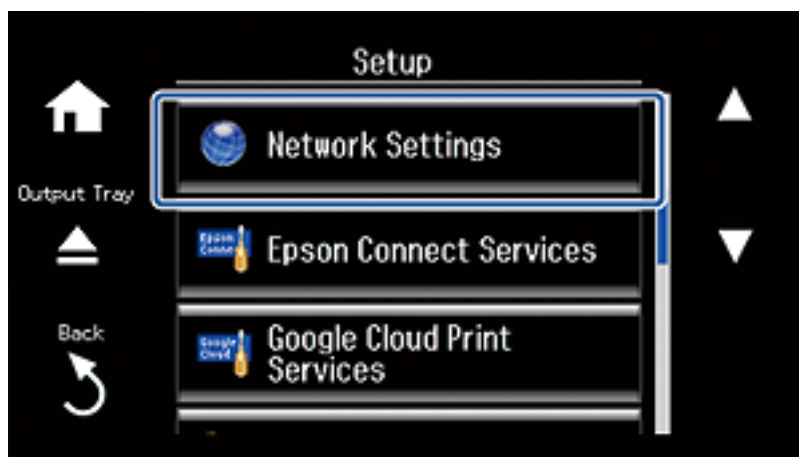 Setup
Network Settings
Output Tray
Epson Connect Services
Back
Google Cloud Print
Services